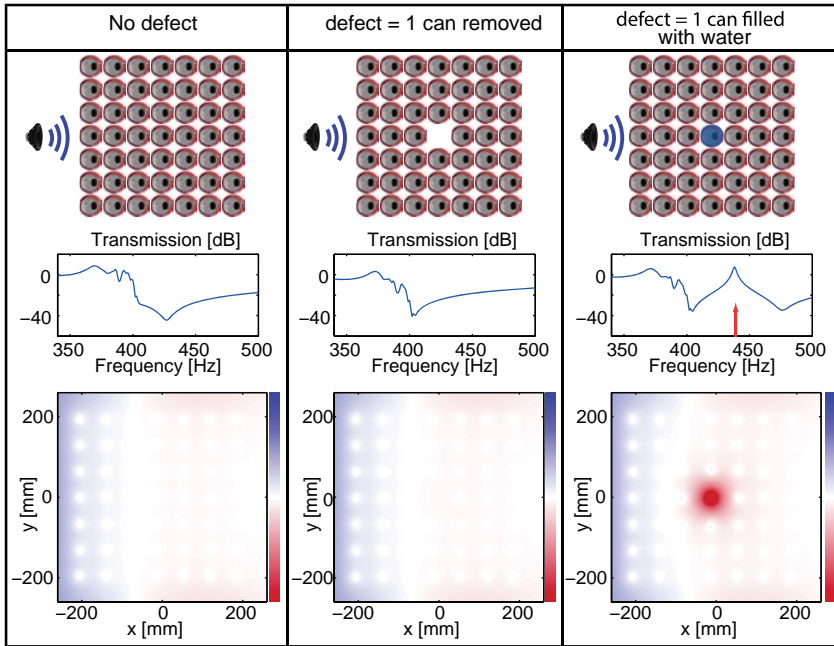 No defect
defect = 1 can removed
defect = 1 can filled
with water
Transmission [dB]
0
−40
350 400 450 500
Frequency [Hz]
Transmission [dB]
0
−40
350 400 450 500
Frequency [Hz]
Transmission [dB]
0
−40
350 400 450 500
Frequency [Hz]
y [mm]
200
0
−200
−200 0 200
x [mm]
y [mm]
200
0
−200
−200 0 200
x [mm]
y [mm]
200
0
−200
−200 0 200
x [mm]